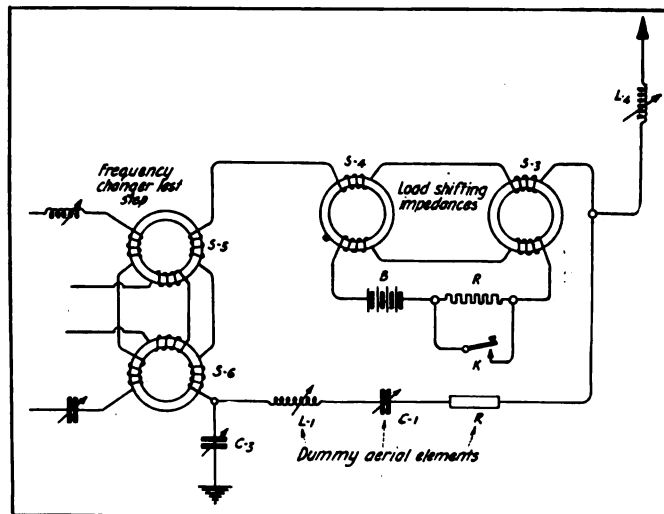 L-4
S-4
S-3
Frequency
changer last
step
Load shifting
impedances
S-5
B
R
K
S-6
L-1
C-1
R
C-3
Dummy aerial elements